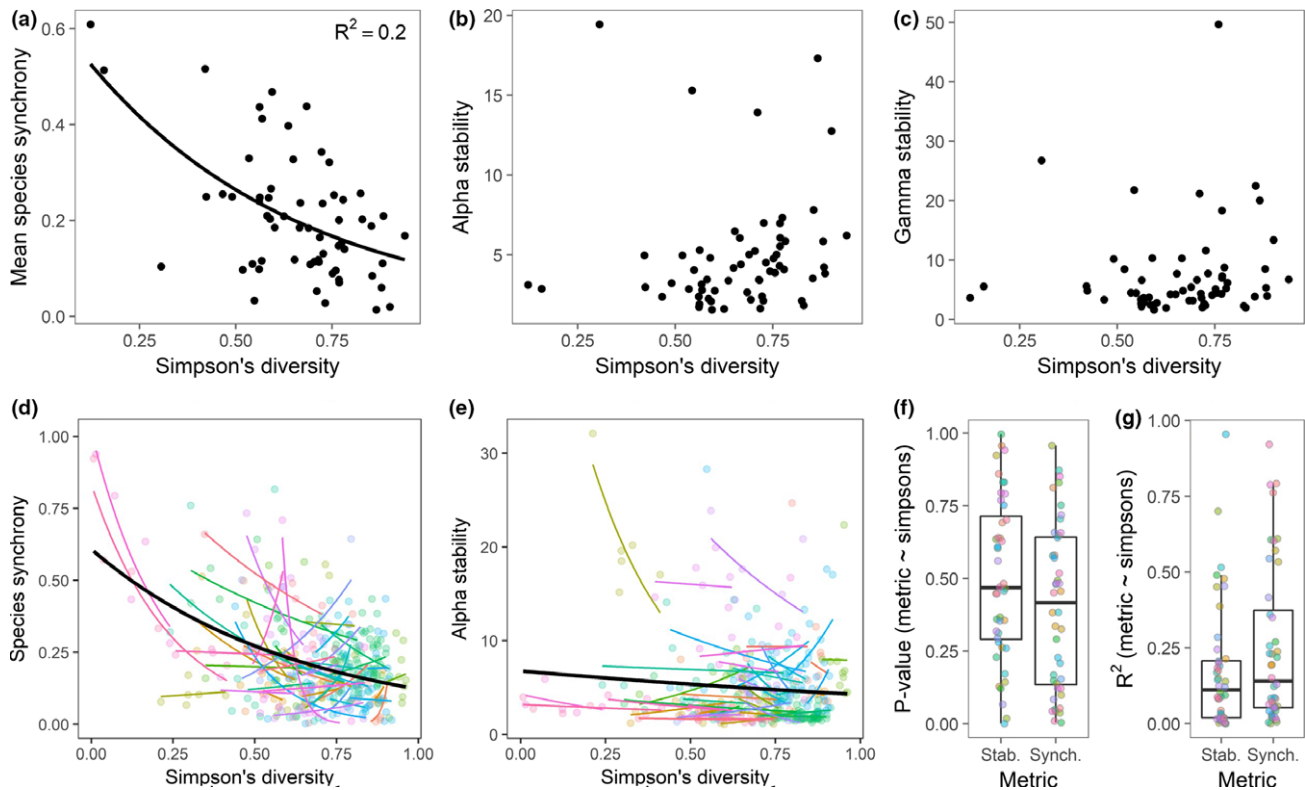 (a)
R² = 0.2
0.6
0.4
0.2
0.0
Mean species synchrony
0.25 0.50 0.75
Simpson's diversity
(b)
20
15
10
5
Alpha stability
0.25 0.50 0.75
Simpson's diversity
(c)
50
40
30
20
10
0
Gamma stability
0.25 0.50 0.75
Simpson's diversity
(d)
1.00
0.75
0.50
0.25
0.00
Species synchrony
0.00 0.25 0.50 0.75 1.00
Simpson's diversity
(e)
30
20
10
0
Alpha stability
0.00 0.25 0.50 0.75 1.00
Simpson's diversity
(f)
1.00
0.75
0.50
0.25
0.00
P-value (metric ~ simpsons)
Stab. Synch.
Metric
(g)
1.00
0.75
0.50
0.25
0.00
R² (metric ~ simpsons)
Stab. Synch.
Metric